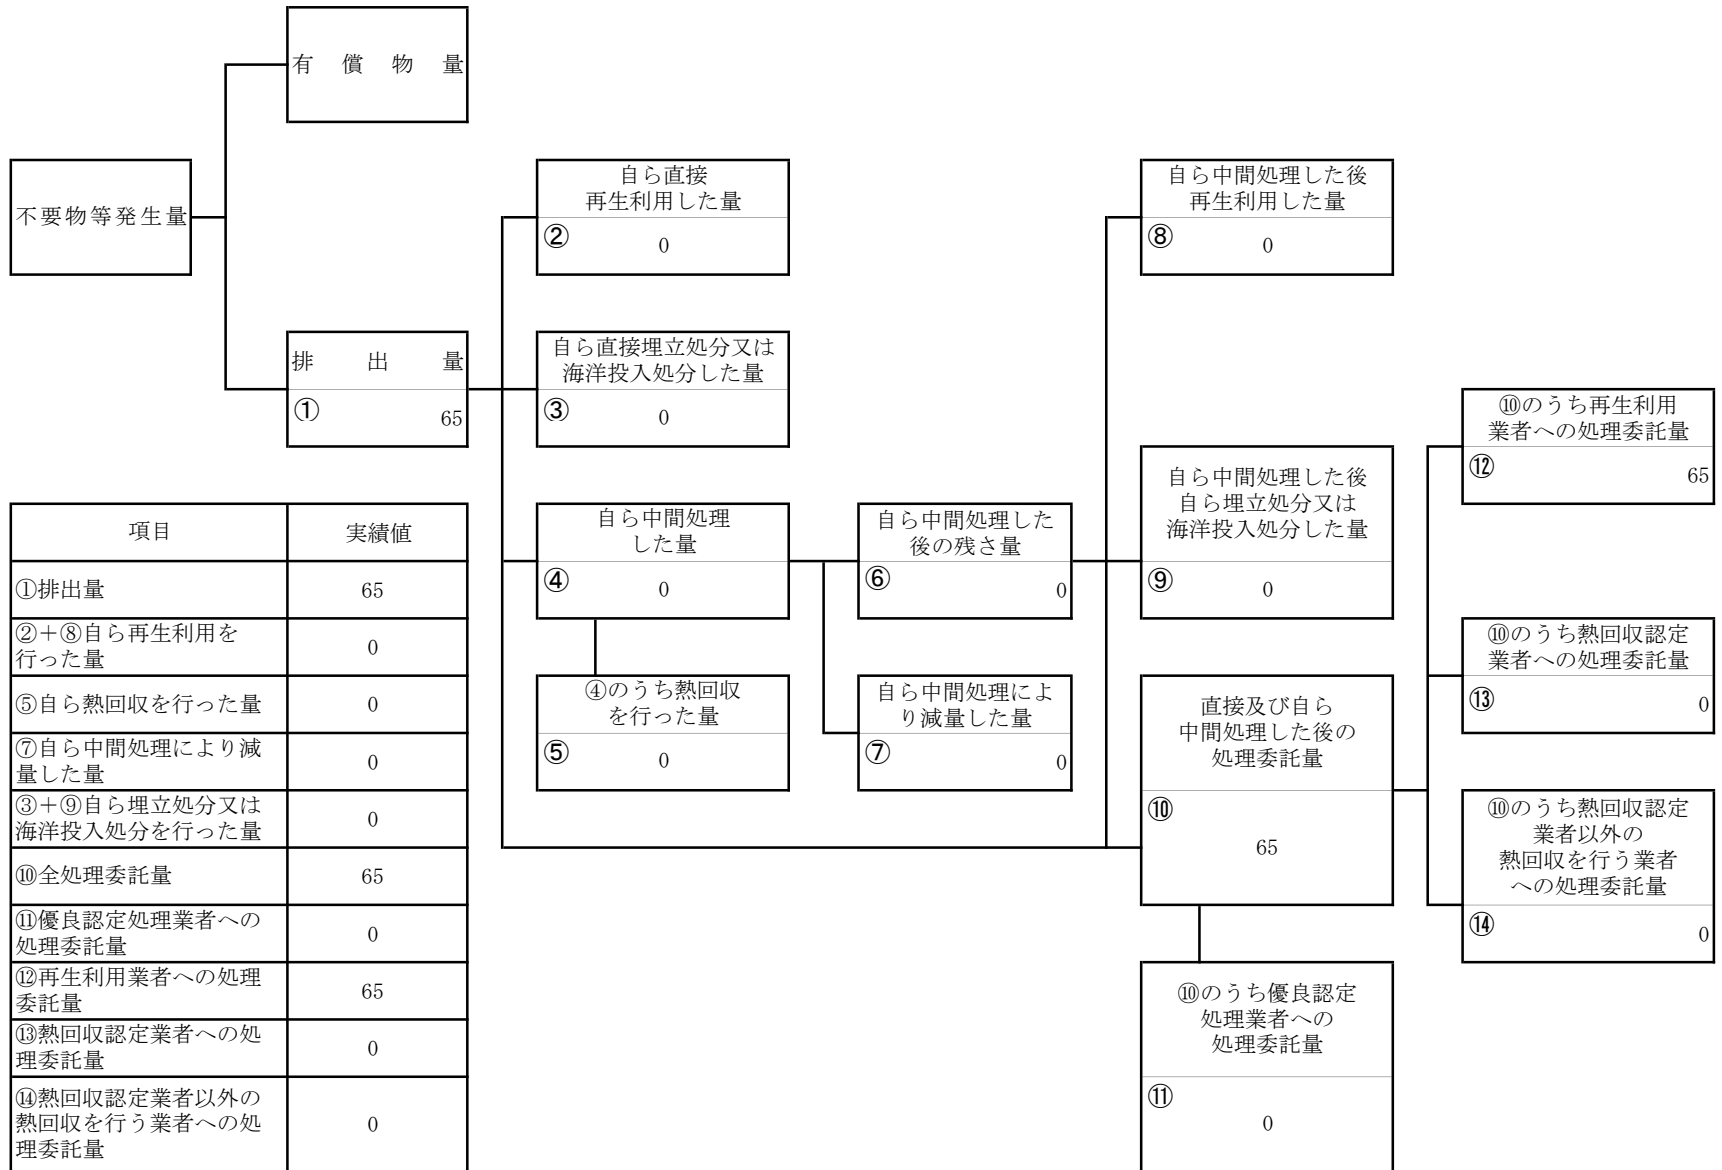 有償物量
不要物等発生量
排出量
① 65
自ら直接
再生利用した量
② 0
自ら直接埋立処分又は
海洋投入処分した量
③ 0
自ら中間処理
した量
④ 0
④のうち熱回収
を行った量
⑤ 0
自ら中間処理した
後の残さ量
⑥ 0
自ら中間処理によ
り減量した量
⑦ 0
自ら中間処理した後
再生利用した量
⑧ 0
自ら中間処理した後
自ら埋立処分又は
海洋投入処分した量
⑨ 0
直接及び自ら
中間処理した後の
処理委託量
⑩
65
⑩のうち優良認定
処理業者への
処理委託量
⑪
0
⑩のうち再生利用
業者への処理委託量
⑫ 65
⑩のうち熱回収認定
業者への処理委託量
⑬ 0
⑩のうち熱回収認定
業者以外の
熱回収を行う業者
への処理委託量
⑭ 0
項目 実績値
①排出量 65
②＋⑧自ら再生利用を
行った量 0
⑤自ら熱回収を行った量 0
⑦自ら中間処理により減
量した量 0
③＋⑨自ら埋立処分又は
海洋投入処分を行った量 0
⑩全処理委託量 65
⑪優良認定処理業者への
処理委託量 0
⑫再生利用業者への処理
委託量 65
⑬熱回収認定業者への処
理委託量 0
⑭熱回収認定業者以外の
熱回収を行う業者への処 0
理委託量